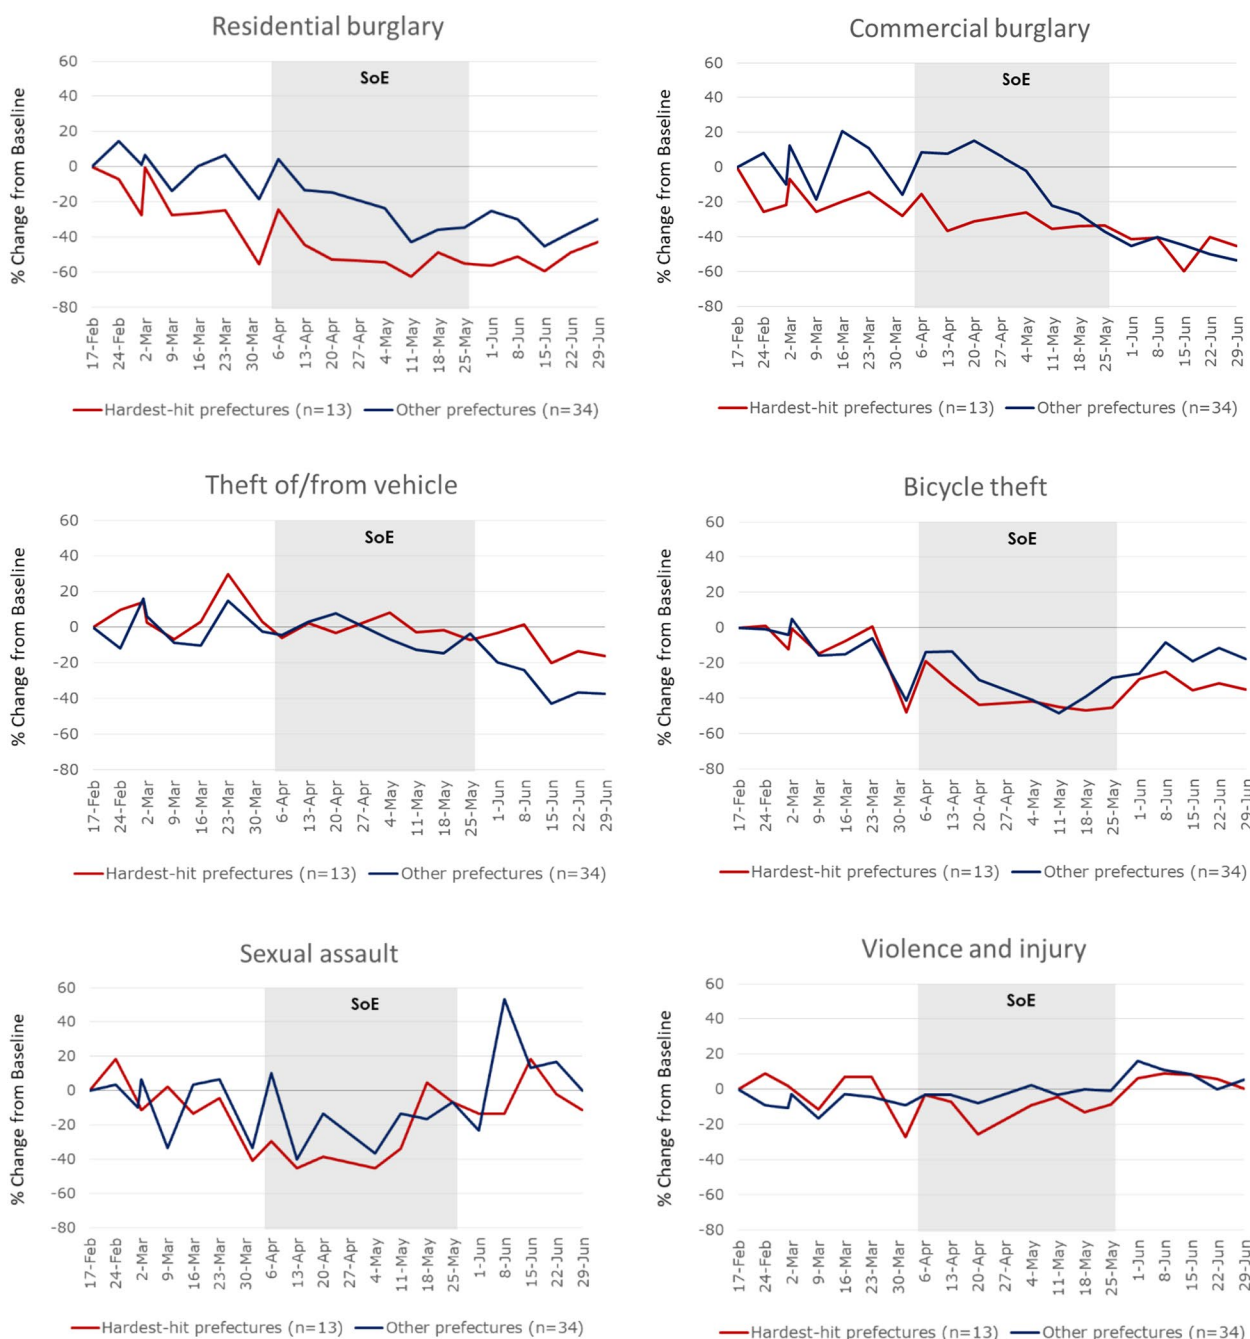 Residential burglary
% Change from Baseline
60
40
20
0
-20
-40
-60
-80
SoE
17-Feb
24-Feb
2-Mar
9-Mar
16-Mar
23-Mar
30-Mar
6-Apr
13-Apr
20-Apr
27-Apr
4-May
11-May
18-May
25-May
1-Jun
8-Jun
15-Jun
22-Jun
29-Jun
Hardest-hit prefectures (n=13) Other prefectures (n=34)
Commercial burglary
% Change from Baseline
60
40
20
0
-20
-40
-60
-80
SoE
17-Feb
24-Feb
2-Mar
9-Mar
16-Mar
23-Mar
30-Mar
6-Apr
13-Apr
20-Apr
27-Apr
4-May
11-May
18-May
25-May
1-Jun
8-Jun
15-Jun
22-Jun
29-Jun
Hardest-hit prefectures (n=13) Other prefectures (n=34)
Theft of/from vehicle
% Change from Baseline
60
40
20
0
-20
-40
-60
-80
SoE
17-Feb
24-Feb
2-Mar
9-Mar
16-Mar
23-Mar
30-Mar
6-Apr
13-Apr
20-Apr
27-Apr
4-May
11-May
18-May
25-May
1-Jun
8-Jun
15-Jun
22-Jun
29-Jun
Hardest-hit prefectures (n=13) Other prefectures (n=34)
Bicycle theft
% Change from Baseline
60
40
20
0
-20
-40
-60
-80
SoE
17-Feb
24-Feb
2-Mar
9-Mar
16-Mar
23-Mar
30-Mar
6-Apr
13-Apr
20-Apr
27-Apr
4-May
11-May
18-May
25-May
1-Jun
8-Jun
15-Jun
22-Jun
29-Jun
Hardest-hit prefectures (n=13) Other prefectures (n=34)
Sexual assault
% Change from Baseline
60
40
20
0
-20
-40
-60
-80
SoE
17-Feb
24-Feb
2-Mar
9-Mar
16-Mar
23-Mar
30-Mar
6-Apr
13-Apr
20-Apr
27-Apr
4-May
11-May
18-May
25-May
1-Jun
8-Jun
15-Jun
22-Jun
29-Jun
Hardest-hit prefectures (n=13) Other prefectures (n=34)
Violence and injury
% Change from Baseline
60
40
20
0
-20
-40
-60
-80
SoE
17-Feb
24-Feb
2-Mar
9-Mar
16-Mar
23-Mar
30-Mar
6-Apr
13-Apr
20-Apr
27-Apr
4-May
11-May
18-May
25-May
1-Jun
8-Jun
15-Jun
22-Jun
29-Jun
Hardest-hit prefectures (n=13) Other prefectures (n=34)